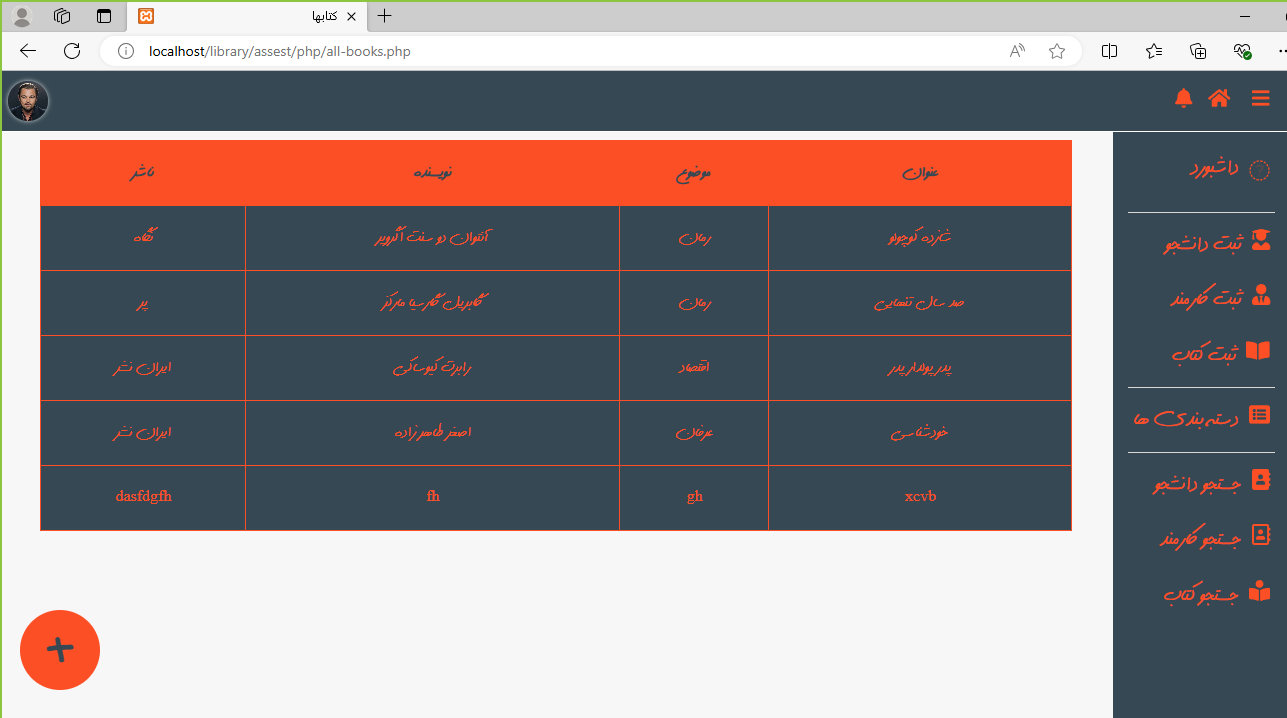 کتابها
localhost/library/assest/php/all-books.php
عنوان موضوع نویسنده ناشر
شازده کوچولو رمان آنتوان دو سنت اگزوپر نگاه
صد سال تنهایی رمان گابریل گارسیا مارکز پر
پدر پولدار پدر اقتصاد رابرت کیوساکی ایران نشر
خودشناسی عرفان اصغر طاهرزاده ایران نشر
xcvb gh fh dasfdgfh
داشبورد
ثبت دانشجو
ثبت کارمند
ثبت کتاب
دسته بندی ها
جستجو دانشجو
جستجو کارمند
جستجو کتاب